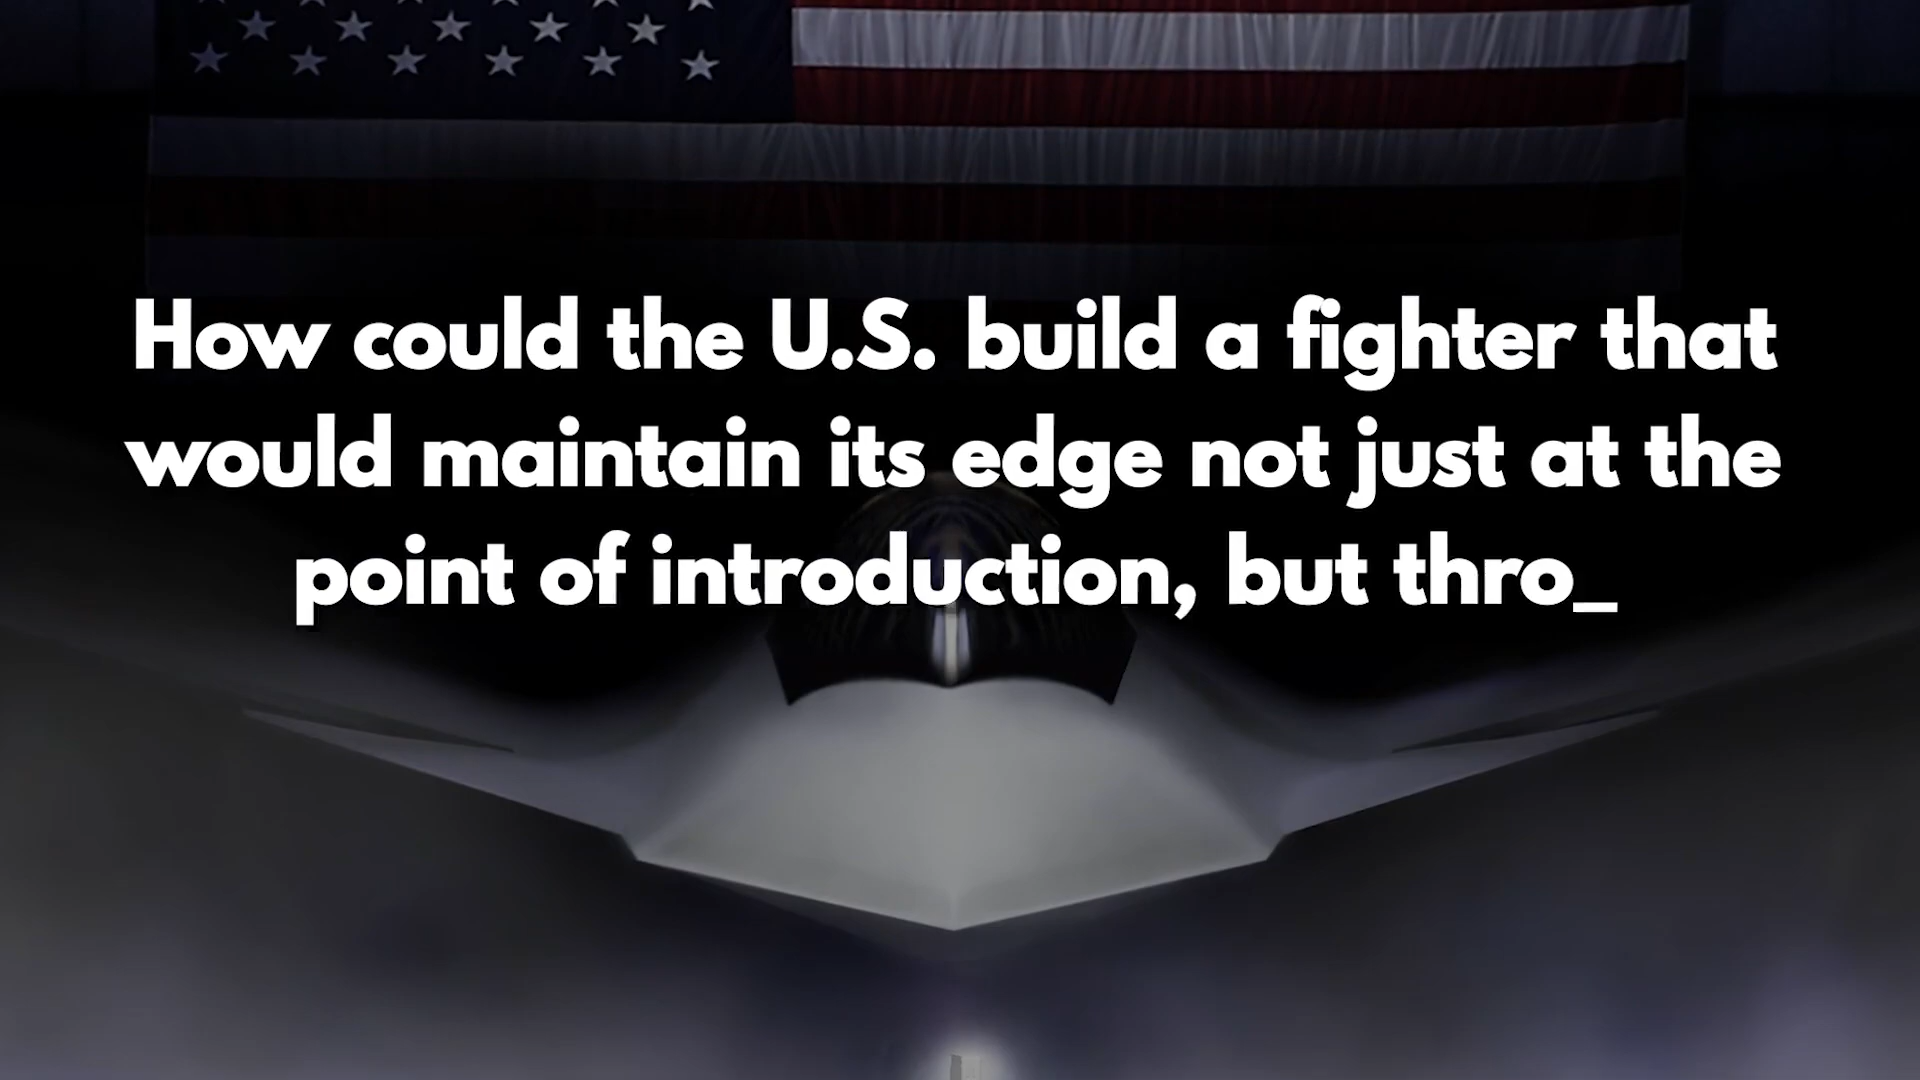 How could the U.S. build a fighter that
would maintain its edge not just at the
point of introduction, but thro_